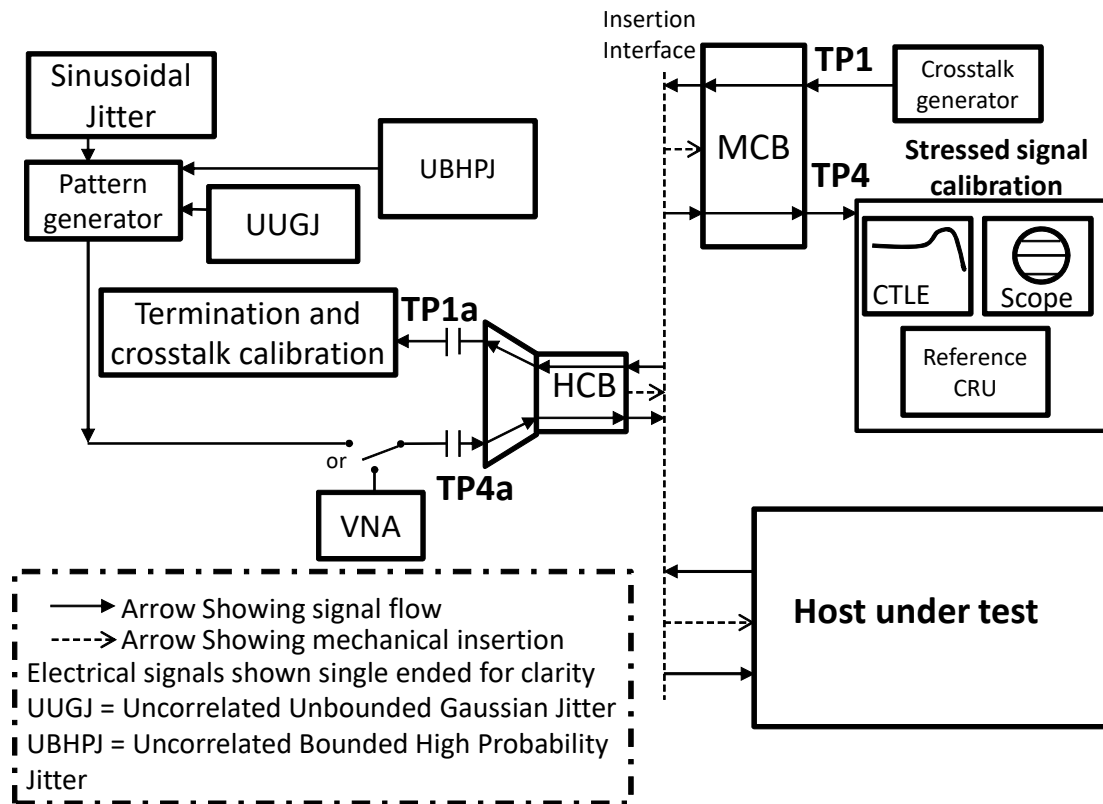 Insertion
Interface
Sinusoidal
Jitter
TP1
Crosstalk
generator
UBHPJ
MCB
Stressed signal
calibration
Pattern
generator
UUGJ
TP4
CTLE
Scope
TP1a
Termination and
crosstalk calibration
Reference
CRU
HCB
or
TP4a
VNA
Arrow Showing signal flow
Arrow Showing mechanical insertion
Electrical signals shown single ended for clarity
UUGJ = Uncorrelated Unbounded Gaussian Jitter
UBHPJ = Uncorrelated Bounded High Probability
Jitter
Host under test